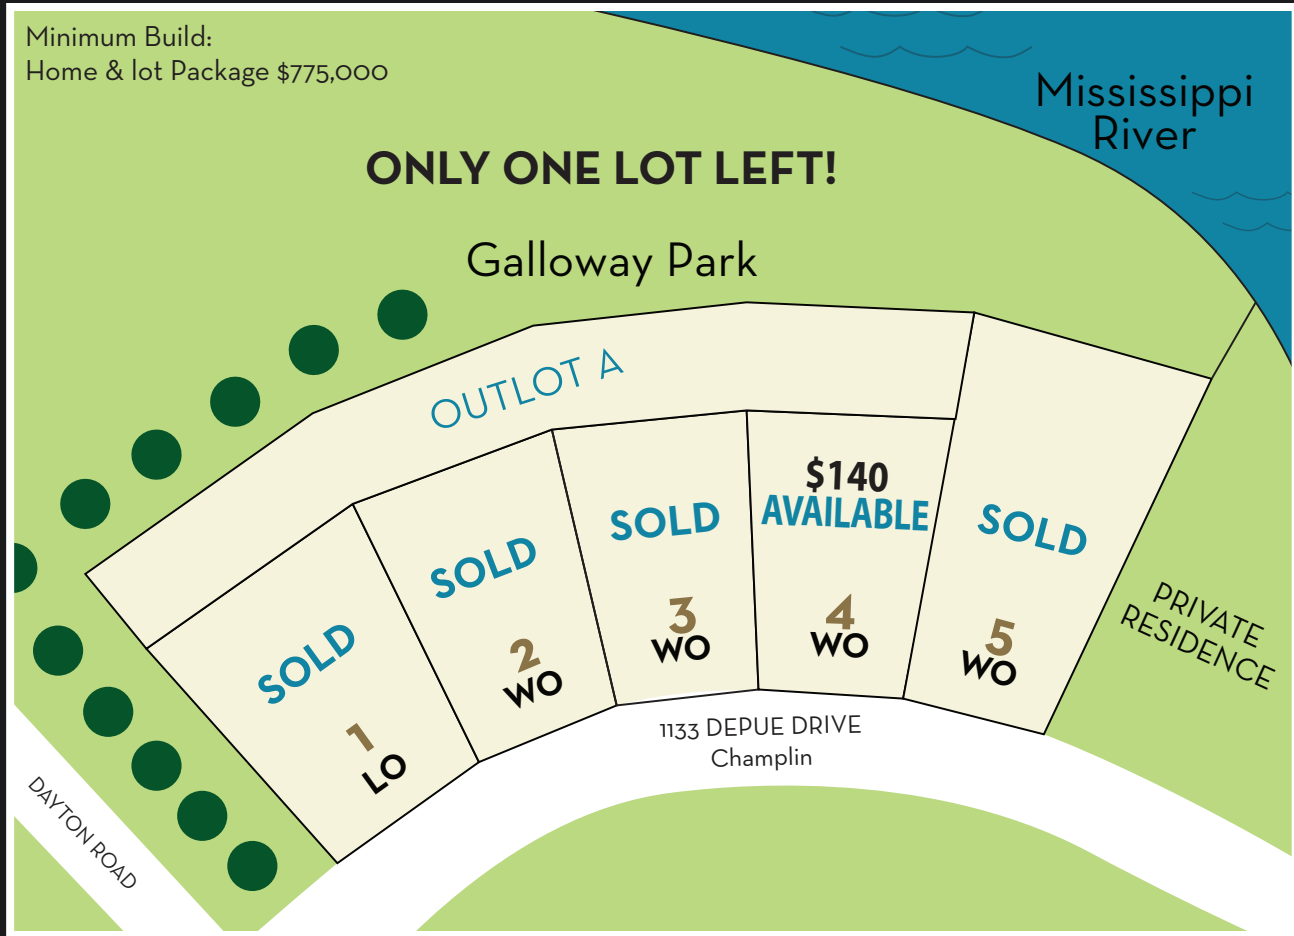 Minimum Build:
Home & lot Package $775,000
Mississippi
River
ONLY ONE LOT LEFT!
Galloway Park
OUTLOT A
SOLD
1
LO
SOLD
2
WO
SOLD
3
WO
$140
AVAILABLE
4
WO
SOLD
5
WO
PRIVATE
RESIDENCE
1133 DEPUE DRIVE
Champlin
DAYTON ROAD